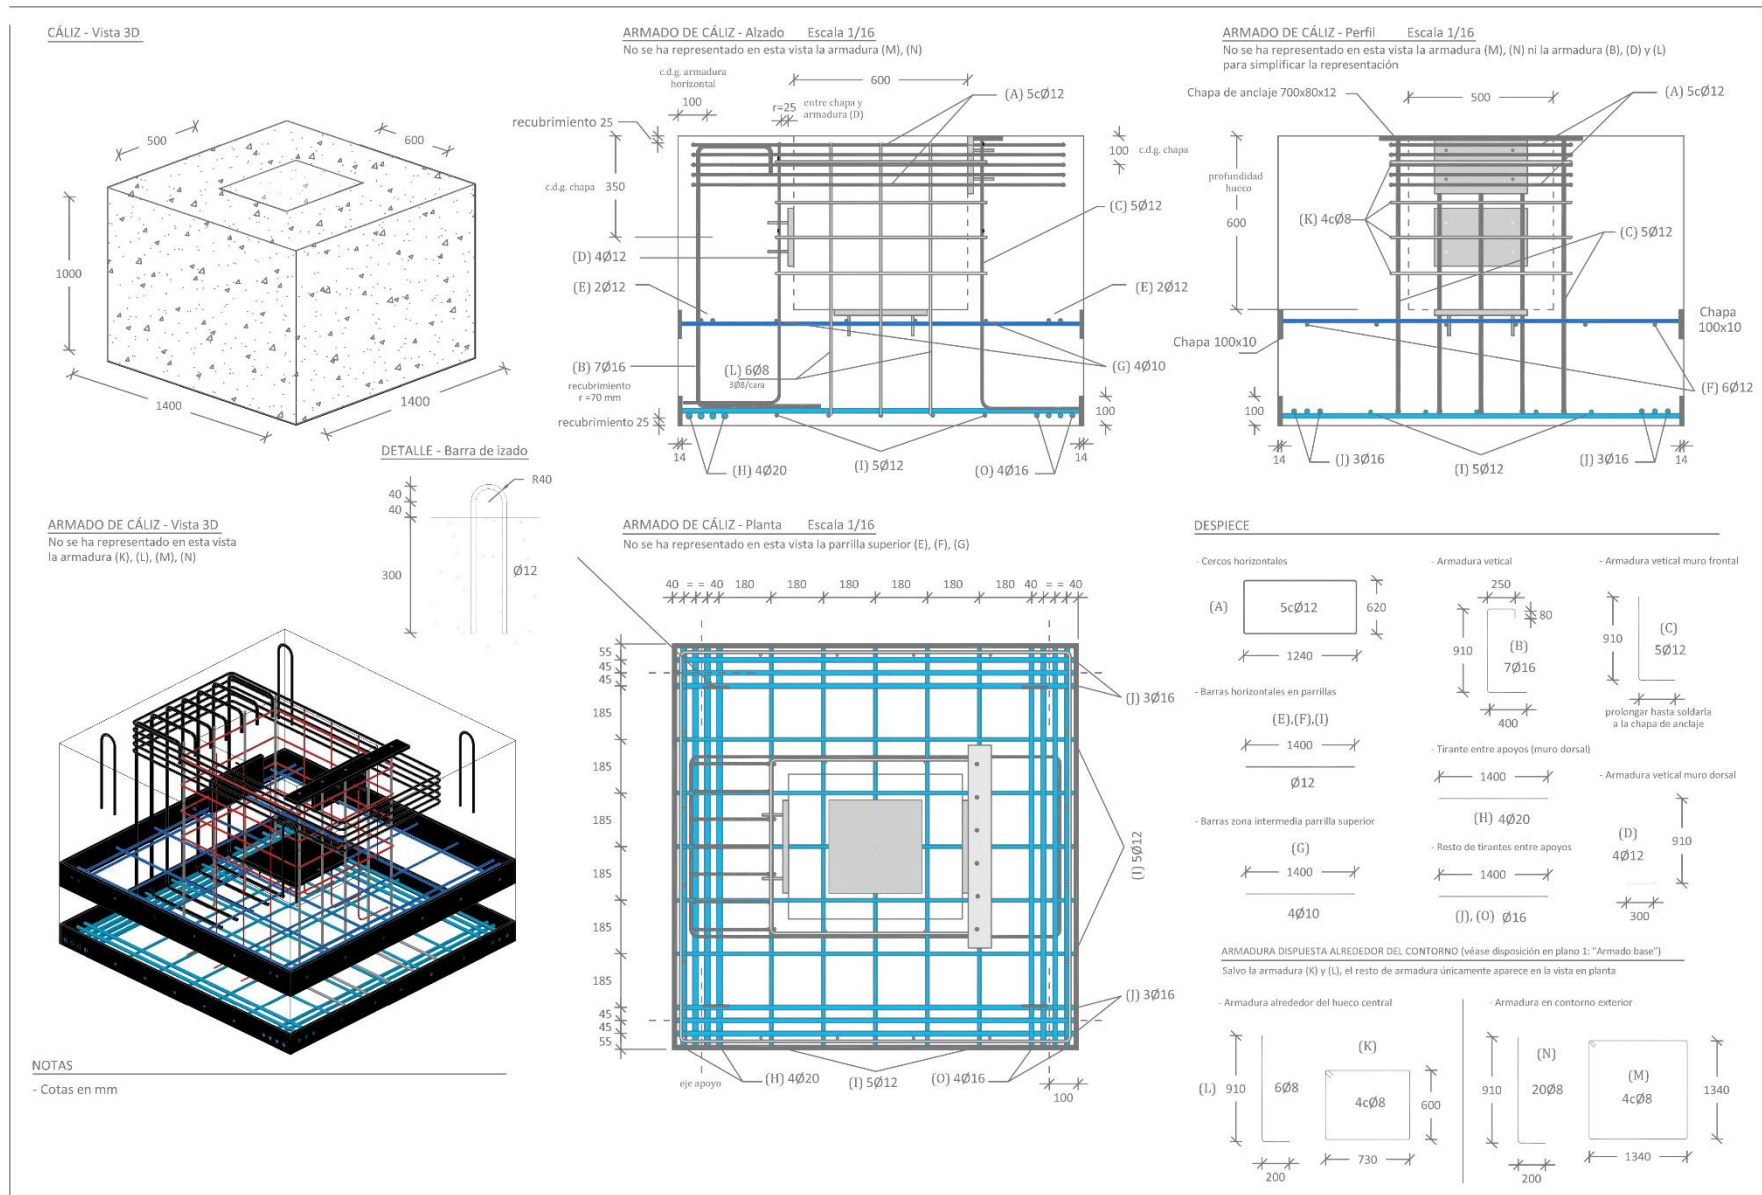 CÁLIZ - Vista 3D
500
600
1000
1400
1400
DETALLE - Barra de izado
R40
40
40
300
Ø12
ARMADO DE CÁLIZ - Vista 3D
No se ha representado en esta vista
la armadura (K), (L), (M), (N)
NOTAS
- Cotas en mm
ARMADO DE CÁLIZ - Alzado Escala 1/16
No se ha representado en esta vista la armadura (M), (N)
c.d.g. armadura
horizontal
100
600
r=25
entre chapa y
armadura (D)
(A) 5cØ12
recubrimiento 25
100 c.d.g. chapa
c.d.g. chapa 350
(C) 5Ø12
(D) 4Ø12
(E) 2Ø12
(E) 2Ø12
(B) 7Ø16
recubrimiento
r =70 mm
(L) 6Ø8
3Ø8/cara
(G) 4Ø10
100
recubrimiento 25
14
14
(H) 4Ø20
(I) 5Ø12
(O) 4Ø16
ARMADO DE CÁLIZ - Perfil Escala 1/16
No se ha representado en esta vista la armadura (M), (N) ni la armadura (B), (D) y (L)
para simplificar la representación
Chapa de anclaje 700x80x12
500
(A) 5cØ12
profundidad
hueco
600
(K) 4cØ8
(C) 5Ø12
Chapa
100x10
Chapa 100x10
(F) 6Ø12
100
14
14
(J) 3Ø16
(I) 5Ø12
(J) 3Ø16
ARMADO DE CÁLIZ - Planta Escala 1/16
No se ha representado en esta vista la parrilla superior (E), (F), (G)
40 = = 40 180 180 180 180 180 180 40 = = 40
55
45
45
185
185
185
185
185
185
45
45
55
(J) 3Ø16
(I) 5Ø12
(J) 3Ø16
eje apoyo
(H) 4Ø20
(I) 5Ø12
(O) 4Ø16
100
DESPIECE
- Cercos horizontales
(A)
5cØ12
620
1240
- Armadura vetical
250
80
910
(B)
7Ø16
400
- Armadura vetical muro frontal
910
(C)
5Ø12
prolongar hasta soldarla
a la chapa de anclaje
- Barras horizontales en parrillas
(E),(F),(I)
1400
Ø12
- Tirante entre apoyos (muro dorsal)
1400
(H) 4Ø20
- Armadura vetical muro dorsal
(D)
4Ø12
910
300
- Barras zona intermedia parrilla superior
(G)
1400
4Ø10
- Resto de tirantes entre apoyos
1400
(J), (O) Ø16
ARMADURA DISPUESTA ALREDEDOR DEL CONTORNO (véase disposición en plano 1: "Armado base")
Salvo la armadura (K) y (L), el resto de armadura únicamente aparece en la vista en planta
- Armadura alrededor del hueco central
(L) 910
6Ø8
200
(K)
4cØ8
600
730
- Armadura en contorno exterior
910
(N)
20Ø8
200
(M)
4cØ8
1340
1340